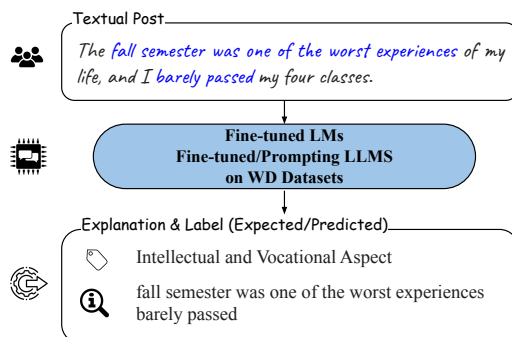 Textual Post
The fall semester was one of the worst experiences of my
life, and I barely passed my four classes.
Fine-tuned LMs
Fine-tuned/Prompting LLMS
on WD Datasets
Explanation & Label (Expected/Predicted)
Intellectual and Vocational Aspect
fall semester was one of the worst experiences
barely passed